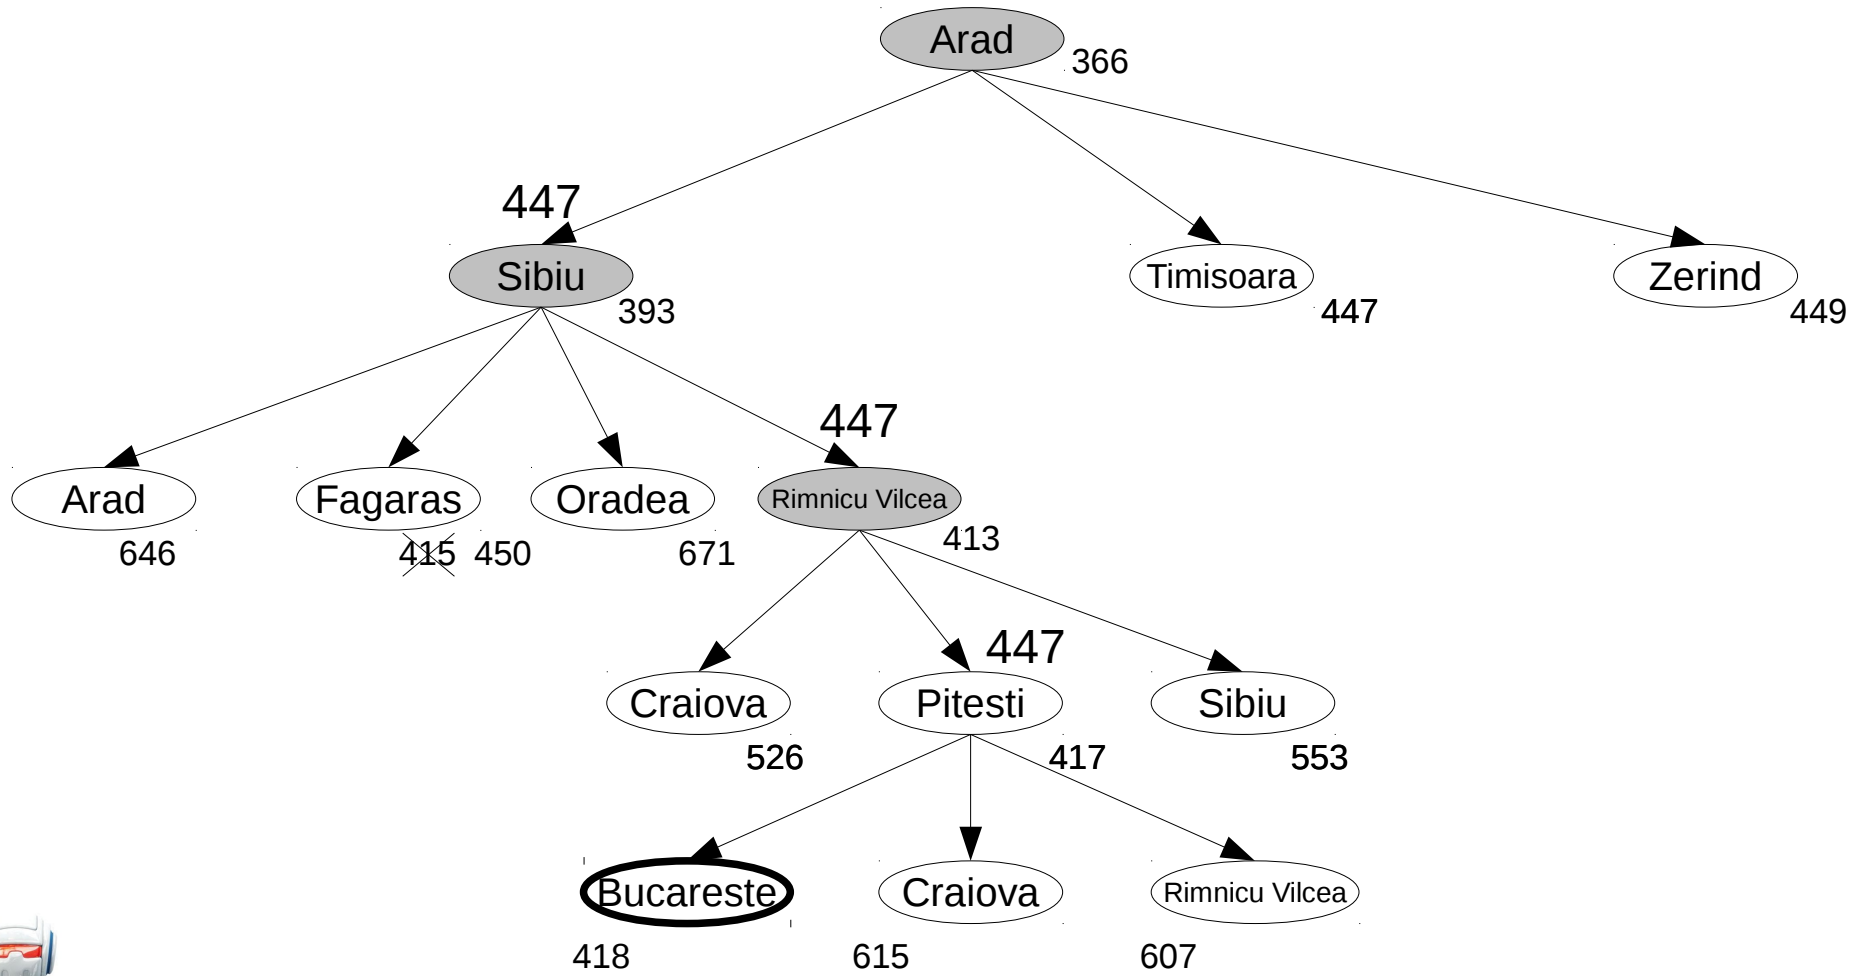 Arad
366
447
Sibiu
393
Timisoara
447
Zerind
449
447
Arad
646
Fagaras
415 450
Oradea
671
Rimnicu Vilcea
413
447
Craiova
526
Pitesti
417
Sibiu
553
Bucareste
418
Craiova
615
Rimnicu Vilcea
607